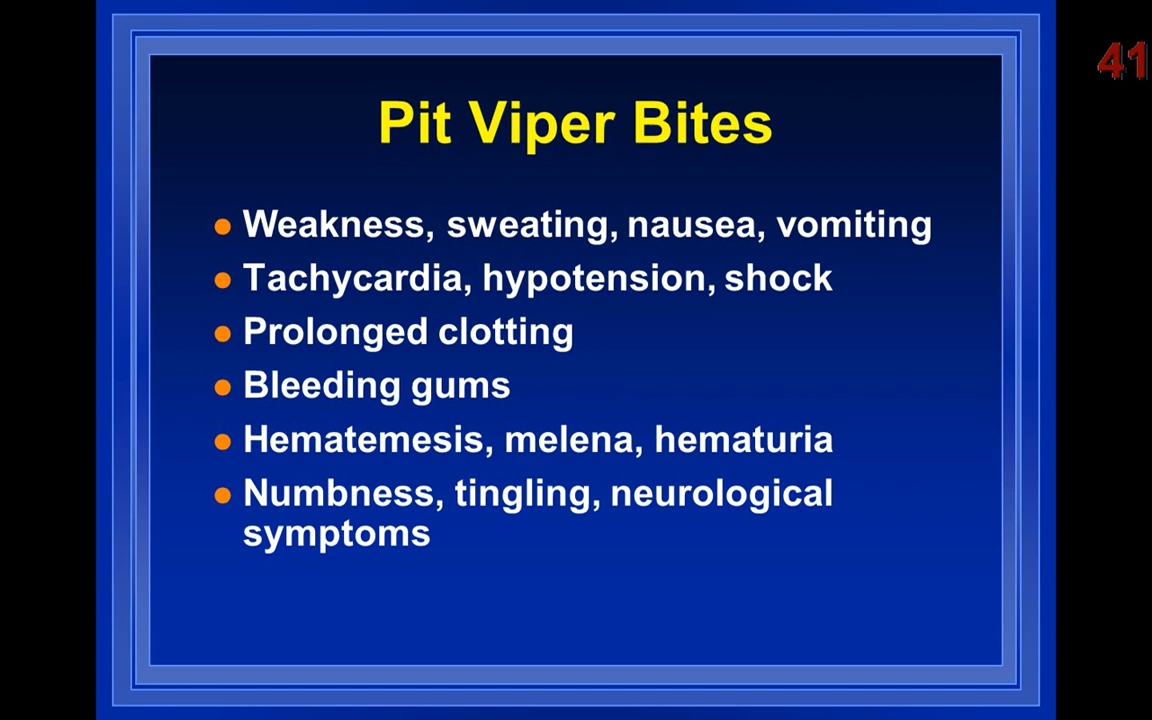 41
Pit Viper Bites
Weakness, sweating, nausea, vomiting
Tachycardia, hypotension, shock
Prolonged clotting
Bleeding gums
Hematemesis, melena, hematuria
Numbness, tingling, neurological
symptoms